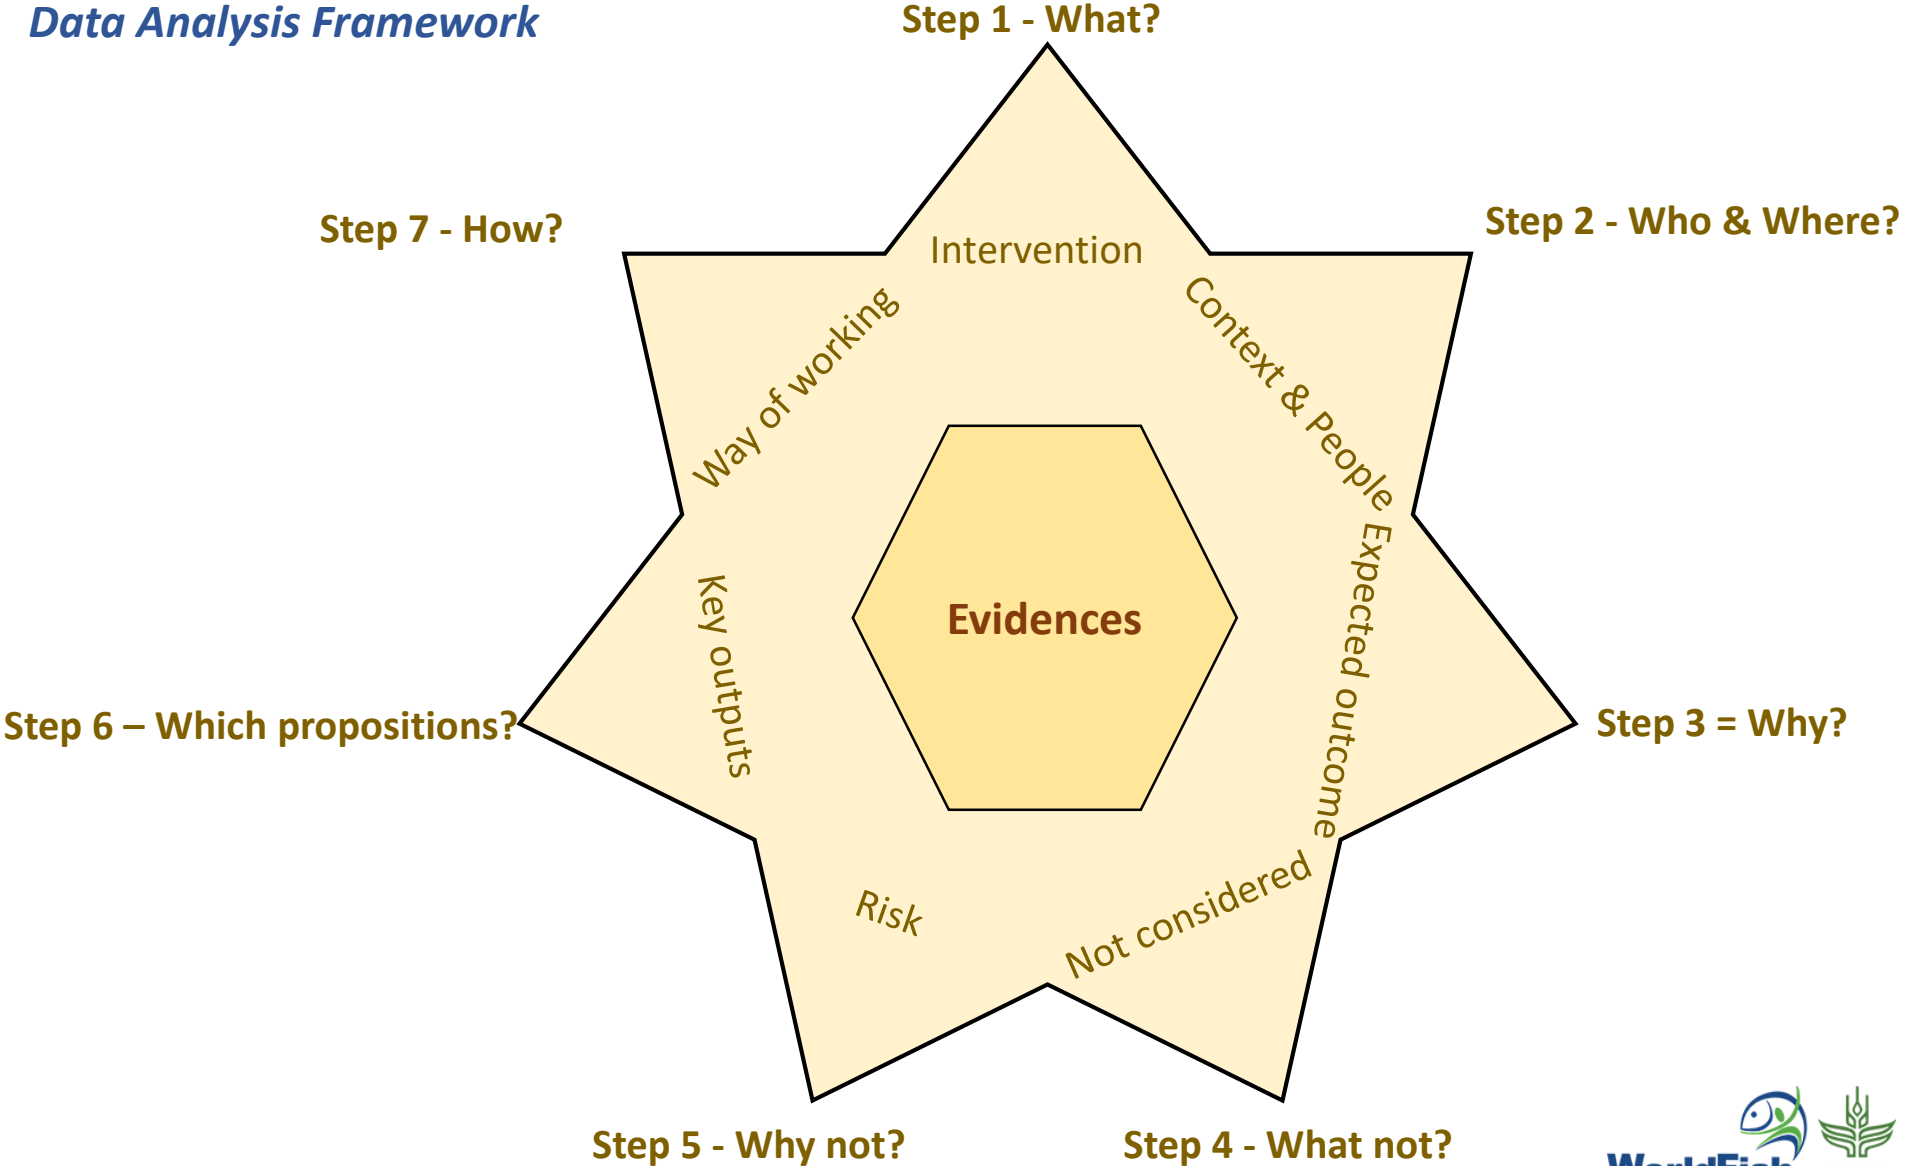 Data Analysis Framework
Step 1 - What?
Step 2 - Who & Where?
Step 3 = Why?
Step 4 - What not?
Step 5 - Why not?
Step 6 – Which propositions?
Step 7 - How?
Intervention
Context & People
Expected outcome
Not considered
Risk
Key outputs
Way of working
Evidences
WorldFish